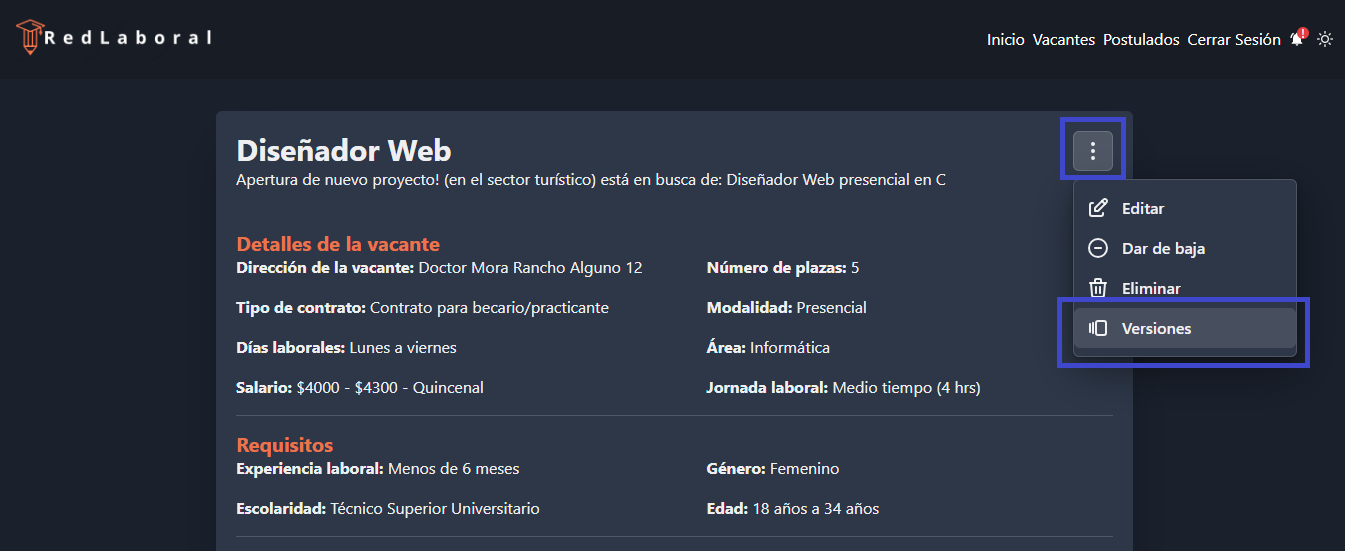 RedLaboral
Inicio Vacantes Postulados Cerrar Sesión
Diseñador Web
Apertura de nuevo proyecto! (en el sector turístico) está en busca de: Diseñador Web presencial en C
Editar
Dar de baja
Eliminar
Versiones
Detalles de la vacante
Dirección de la vacante: Doctor Mora Rancho Alguno 12
Número de plazas: 5
Tipo de contrato: Contrato para becario/practicante
Modalidad: Presencial
Días laborales: Lunes a viernes
Área: Informática
Salario: $4000 - $4300 - Quincenal
Jornada laboral: Medio tiempo (4 hrs)
Requisitos
Experiencia laboral: Menos de 6 meses
Género: Femenino
Escolaridad: Técnico Superior Universitario
Edad: 18 años a 34 años